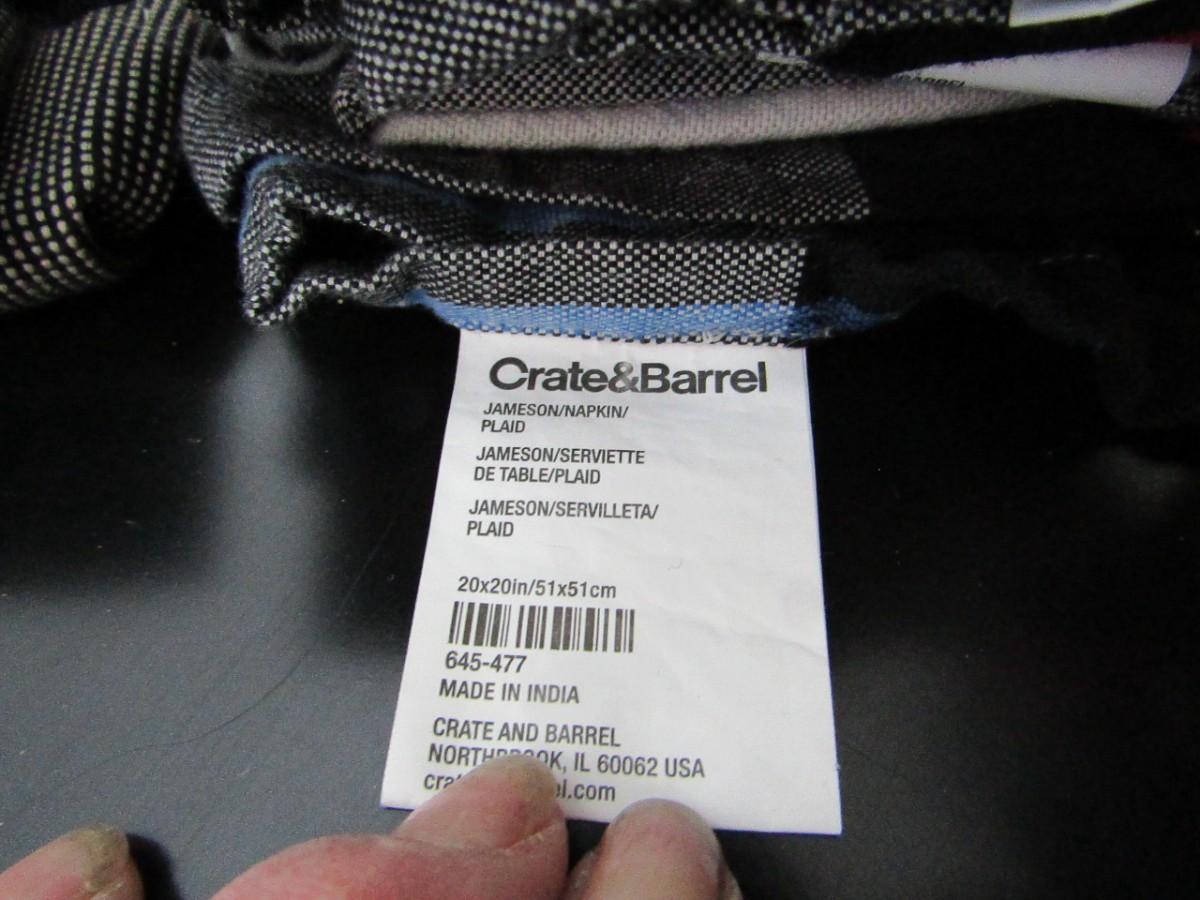 Crate&Barrel
JAMESON/NAPKIN/
PLAID
JAMESON/SERVIETTE
DE TABLE/PLAID
JAMESON/SERVILLETA/
PLAID
20x20in/51x51cm
645-477
MADE IN INDIA
CRATE AND BARREL
IL 60062 USA